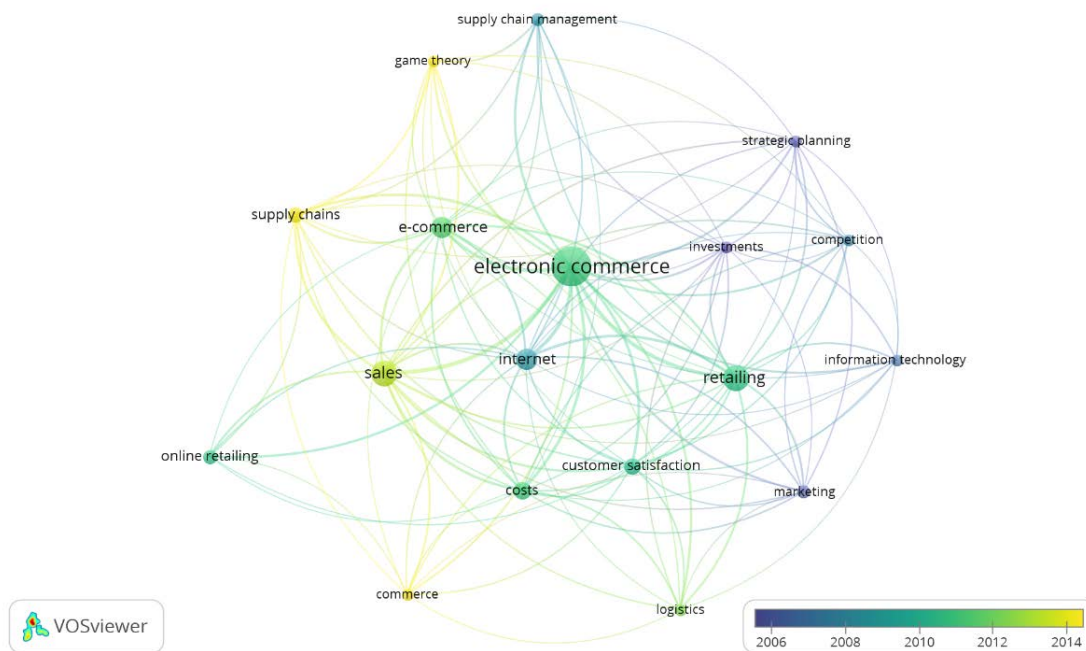 supply chain management
game theory
strategic planning
supply chains
e-commerce
competition
investments
electronic commerce
internet
information technology
sales
retailing
online retailing
customer satisfaction
costs
marketing
commerce
logistics
VOSviewer
2006 2008 2010 2012 2014